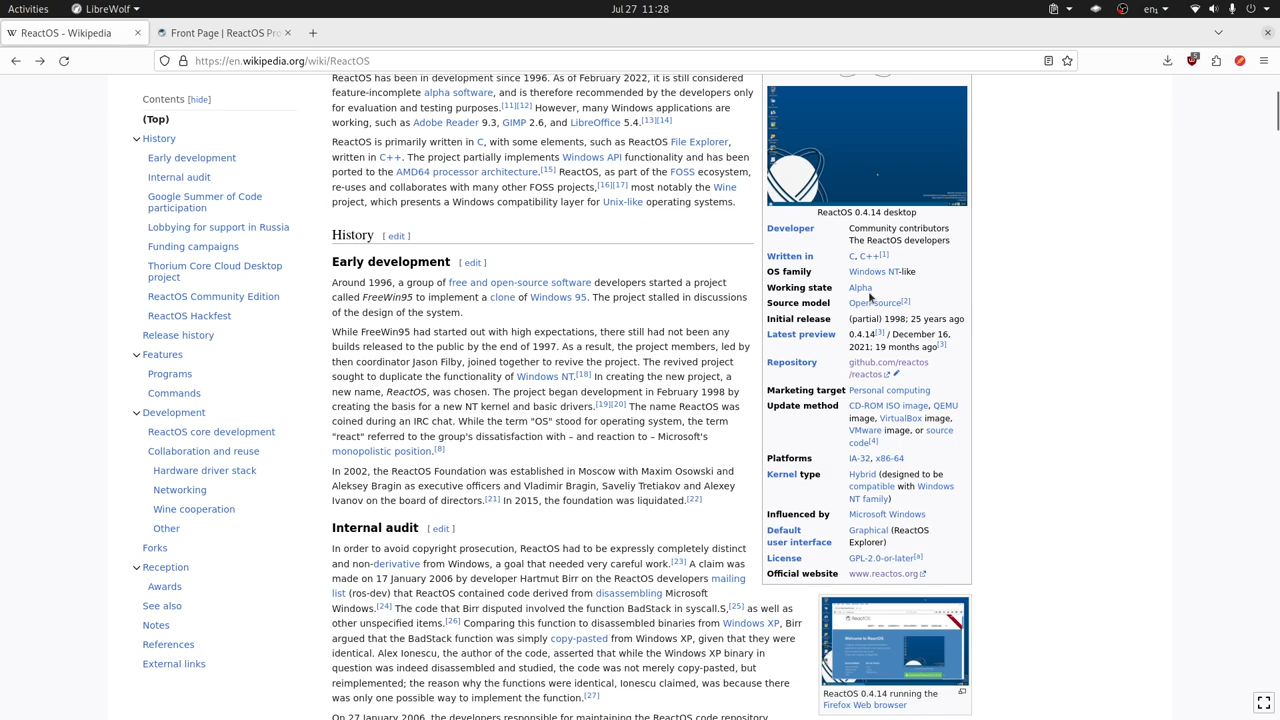 Activities
LibreWolf
Jul 27 11:28
en
ReactOS - Wikipedia
Front Page | ReactOS Pro
https://en.wikipedia.org/wiki/ReactOS
6
Contents [hide]
(Top)
History
Early development
Internal audit
Google Summer of Code
participation
Lobbying for support in Russia
Funding campaigns
Thorium Core Cloud Desktop
project
ReactOS Community Edition
ReactOS Hackfest
Release history
Features
Programs
Commands
Development
ReactOS core development
Collaboration and reuse
Hardware driver stack
Networking
Wine cooperation
Other
Forks
Reception
Awards
See also
Notes
References
External links
ReactOS has been in development since 1996. As of February 2022, it is still considered
feature-incomplete alpha software, and is therefore recommended by the developers only
for evaluation and testing purposes.[11][12] However, many Windows applications are
working, such as Adobe Reader 9.3, GIMP 2.6, and LibreOffice 5.4.[13][14]
ReactOS is primarily written in C, with some elements, such as ReactOS File Explorer,
written in C++. The project partially implements Windows API functionality and has been
ported to the AMD64 processor architecture.[15] ReactOS, as part of the FOSS ecosystem,
re-uses and collaborates with many other FOSS projects,[16][17] most notably the Wine
project, which presents a Windows compatibility layer for Unix-like operating systems.
History [ edit ]
Early development [ edit ]
Around 1996, a group of free and open-source software developers started a project
called FreeWin95 to implement a clone of Windows 95. The project stalled in discussions
of the design of the system.
While FreeWin95 had started out with high expectations, there still had not been any
builds released to the public by the end of 1997. As a result, the project members, led by
then coordinator Jason Filby, joined together to revive the project. The revived project
sought to duplicate the functionality of Windows NT.[18] In creating the new project, a
new name, ReactOS, was chosen. The project began development in February 1998 by
creating the basis for a new NT kernel and basic drivers.[19][20] The name ReactOS was
coined during an IRC chat. While the term "OS" stood for operating system, the term
"react" referred to the group's dissatisfaction with – and reaction to – Microsoft's
monopolistic position.[8]
In 2002, the ReactOS Foundation was established in Moscow with Maxim Osowski and
Aleksey Bragin as executive officers and Vladimir Bragin, Saveliy Tretiakov and Alexey
Ivanov on the board of directors.[21] In 2015, the foundation was liquidated.[22]
Internal audit [ edit ]
In order to avoid copyright prosecution, ReactOS had to be expressly completely distinct
and non-derivative from Windows, a goal that needed very careful work.[23] A claim was
made on 17 January 2006 by developer Hartmut Birr on the ReactOS developers mailing
list (ros-dev) that ReactOS contained code derived from disassembling Microsoft
Windows.[24] The code that Birr disputed involved the function BadStack in syscall.S,[25] as well as
other unspecified items.[26] Comparing this function to disassembled binaries from Windows XP, Birr
argued that the BadStack function was simply copy-pasted from Windows XP, given that they were
identical. Alex Ionescu, the author of the code, asserted that while the Windows XP binary in
question was indeed disassembled and studied, the code was not merely copy-pasted, but
reimplemented; the reason why the functions were identical, Ionescu claimed, was because there
was only one possible way to implement the function.[27]
On 27 January 2006, the developers responsible for maintaining the ReactOS code repository
ReactOS 0.4.14 desktop
Developer Community contributors
The ReactOS developers
Written in C, C++[1]
OS family Windows NT-like
Working state Alpha
Source model Open-source[2]
Initial release (partial) 1998; 25 years ago
Latest preview 0.4.14[3] / December 16,
2021; 19 months ago[3]
Repository github.com/reactos
/reactos
Marketing target Personal computing
Update method CD-ROM ISO image, QEMU
image, VirtualBox image,
VMware image, or source
code[4]
Platforms IA-32, x86-64
Kernel type Hybrid (designed to be
compatible with Windows
NT family)
Influenced by Microsoft Windows
Default Graphical (ReactOS
user interface Explorer)
License GPL-2.0-or-later[a]
Official website www.reactos.org
ReactOS 0.4.14 running the
Firefox Web browser